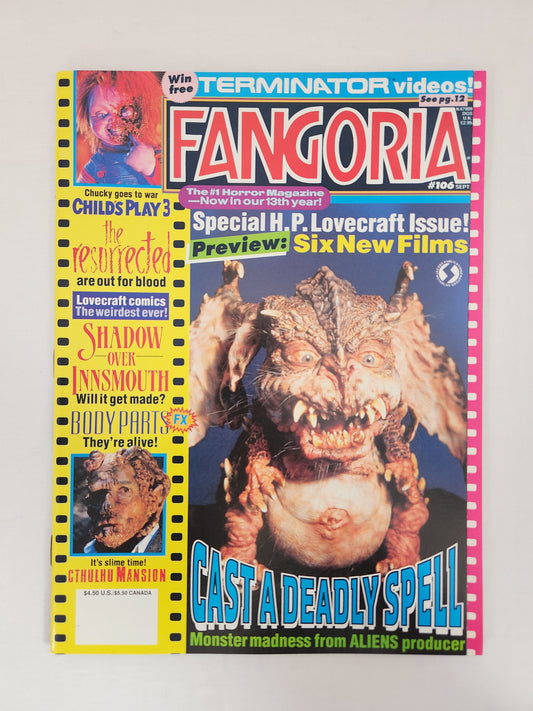 Win
free
TERMINATOR videos!
See pg.12
FANGORIA
#106 SEPT
The #1 Horror Magazine
—Now in our 13th year!
Chucky goes to war
CHILD'S PLAY 3
the
resurrected
are out for blood
Lovecraft comics
The weirdest ever!
SHADOW
OVER
INNSMOUTH
Will it get made?
BODY PARTS
FX
They're alive!
It's slime time!
CTHULHU MANSION
$4.50 U.S./$5.50 CANADA
Special H.P. Lovecraft Issue!
Preview: Six New Films
CAST A DEADLY SPELL
Monster madness from ALIENS producer